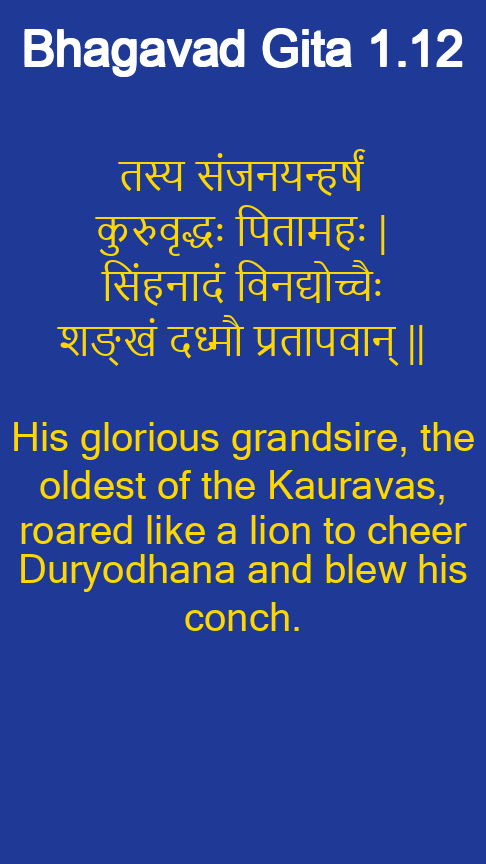 Bhagavad Gita 1.12
तस्य संजनयन्हर्षं
कुरुवृद्धः पितामहः |
सिंहनादं विनद्योच्चैः
शङ्खं दध्मौ प्रतापवान् ||
His glorious grandsire, the
oldest of the Kauravas,
roared like a lion to cheer
Duryodhana and blew his
conch.